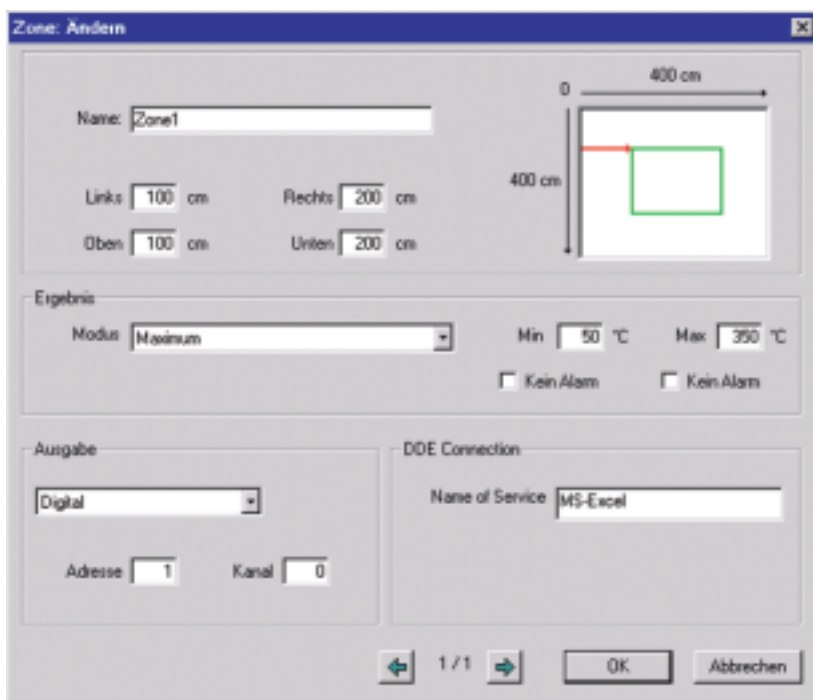 Zone: Ändern
0 400 cm
Name: Zone1
400 cm
Links 100 cm Rechts 200 cm
Oben 100 cm Unten 200 cm
Ergebnis
Modus Maximum Min 50 °C Max 350 °C
Kein Alarm Kein Alarm
Ausgabe DDE Connection
Digital Name of Service MS-Excel
Adresse 1 Kanal 0
1 / 1 OK Abbrechen